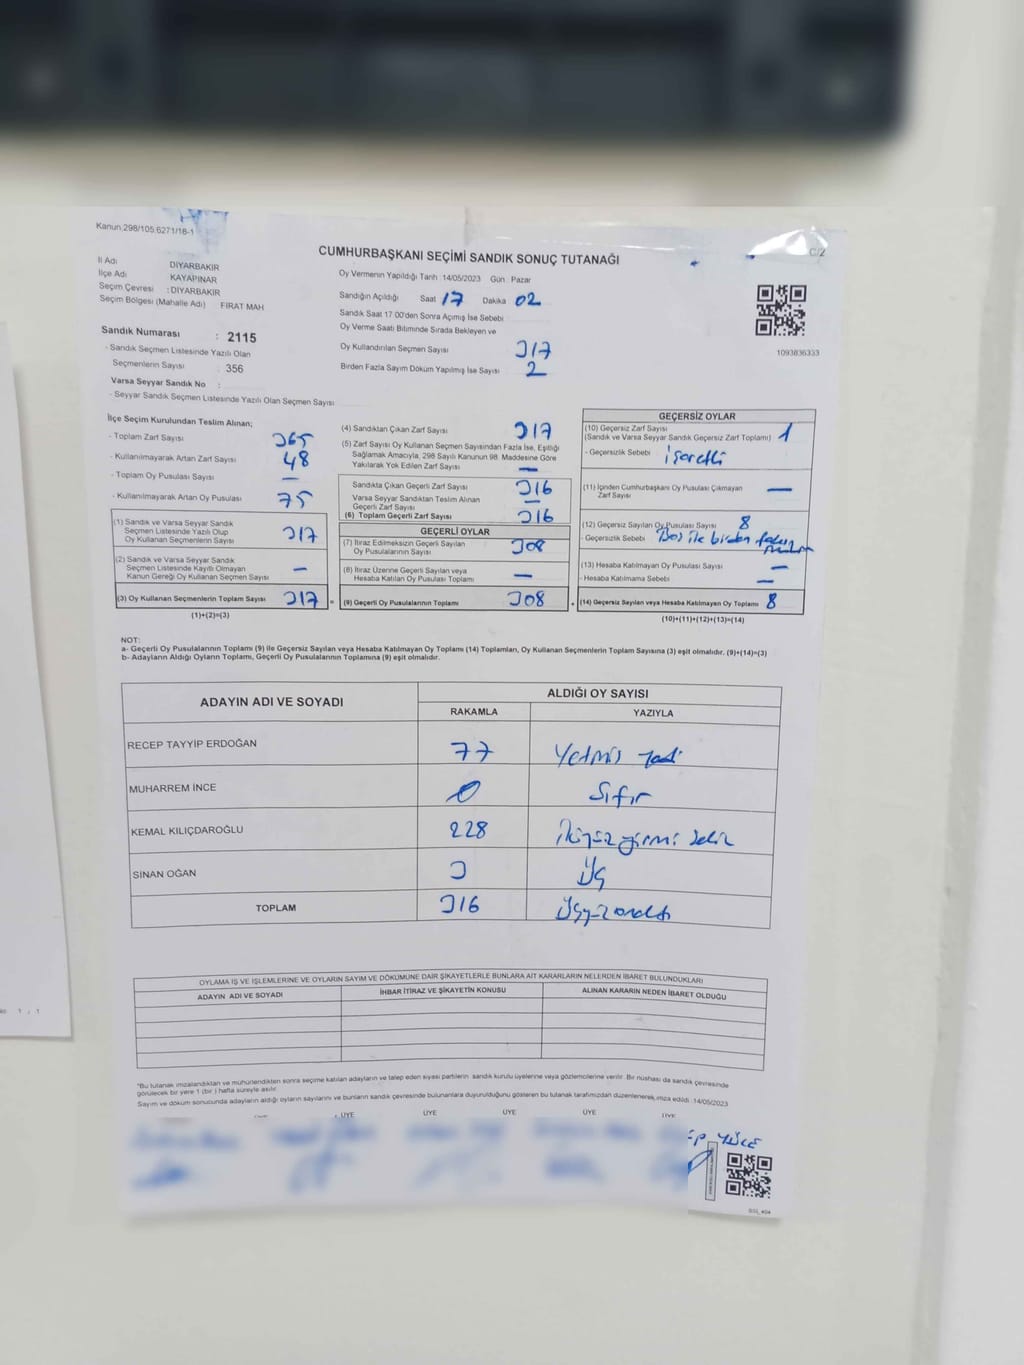 Kanun 298/105,6271/18-1
C/2
CUMHURBAŞKANI SEÇİMİ SANDIK SONUÇ TUTANAĞI
İl Adı DİYARBAKIR
İlçe Adı KAYAPINAR
Seçim Çevresi : DİYARBAKIR
Seçim Bölgesi (Mahalle Adı) FIRAT MAH
Sandık Numarası : 2115
- Sandık Seçmen Listesinde Yazılı Olan
Seçmenlerin Sayısı : 356
Varsa Seyyar Sandık No :
- Seyyar Sandık Seçmen Listesinde Yazılı Olan Seçmen Sayısı
Oy Vermenin Yapıldığı Tarih :14/05/2023 Gün : Pazar
Sandığın Açıldığı Saat 17 Dakika 02
Sandık Saat 17:00'den Sonra Açılmış İse Sebebi
Oy Verme Saati Bitiminde Sırada Bekleyen ve
Oy Kullandırılan Seçmen Sayısı 317
Birden Fazla Sayım Döküm Yapılmış İse Sayısı 2
1093836333
İlçe Seçim Kurulundan Teslim Alınan;
- Toplam Zarf Sayısı 365
- Kullanılmayarak Artan Zarf Sayısı 48
- Toplam Oy Pusulası Sayısı —
- Kullanılmayarak Artan Oy Pusulası 75
(1) Sandık ve Varsa Seyyar Sandık
Seçmen Listesinde Yazılı Olup
Oy Kullanan Seçmenlerin Sayısı 317
(2) Sandık ve Varsa Seyyar Sandık
Seçmen Listesinde Kayıtlı Olmayan
Kanun Gereği Oy Kullanan Seçmen Sayısı —
(3) Oy Kullanan Seçmenlerin Toplam Sayısı 317
(1)+(2)=(3)
(4) Sandıktan Çıkan Zarf Sayısı 317
(5) Zarf Sayısı Oy Kullanan Seçmen Sayısından Fazla İse, Eşitliği
Sağlamak Amacıyla, 298 Sayılı Kanunun 98. Maddesine Göre
Yakılarak Yok Edilen Zarf Sayısı —
Sandıkta Çıkan Geçerli Zarf Sayısı 316
Varsa Seyyar Sandıktan Teslim Alınan
Geçerli Zarf Sayısı —
(6) Toplam Geçerli Zarf Sayısı 316
GEÇERLİ OYLAR
(7) İtiraz Edilmeksizin Geçerli Sayılan
Oy Pusulalarının Sayısı 308
(8) İtiraz Üzerine Geçerli Sayılan veya
Hesaba Katılan Oy Pusulası Toplamı —
= (9) Geçerli Oy Pusulalarının Toplamı 308
GEÇERSİZ OYLAR
(10) Geçersiz Zarf Sayısı 1
(Sandık ve Varsa Seyyar Sandık Geçersiz Zarf Toplamı)
- Geçersizlik Sebebi işaretli
(11) İçinden Cumhurbaşkanı Oy Pusulası Çıkmayan
Zarf Sayısı —
(12) Geçersiz Sayılan Oy Pusulası Sayısı 8
- Geçersizlik Sebebi Boş ile birden fazla
(13) Hesaba Katılmayan Oy Pusulası Sayısı —
- Hesaba Katılmama Sebebi —
+ (14) Geçersiz Sayılan veya Hesaba Katılmayan Oy Toplamı 8
(10)+(11)+(12)+(13)=(14)
NOT:
a- Geçerli Oy Pusulalarının Toplamı (9) ile Geçersiz Sayılan veya Hesaba Katılmayan Oy Toplamı (14) Toplamları, Oy Kullanan Seçmenlerin Toplam Sayısına (3) eşit olmalıdır. (9)+(14)=(3)
b- Adayların Aldığı Oyların Toplamı, Geçerli Oy Pusulalarının Toplamına (9) eşit olmalıdır.
ADAYIN ADI VE SOYADI ALDIĞI OY SAYISI
RAKAMLA YAZIYLA
RECEP TAYYİP ERDOĞAN 77 Yetmiş Yedi
MUHARREM İNCE 0 Sıfır
KEMAL KILIÇDAROĞLU 228 İkiyüz yirmi sekiz
SİNAN OĞAN 3 Üç
TOPLAM 316 Üçyüz onaltı
OYLAMA İŞ VE İŞLEMLERİNE VE OYLARIN SAYIM VE DÖKÜMÜNE DAİR ŞİKAYETLERLE BUNLARA AİT KARARLARIN NELERDEN İBARET BULUNDUKLARI
ADAYIN ADI VE SOYADI İHBAR İTİRAZ VE ŞİKAYETİN KONUSU ALINAN KARARIN NEDEN İBARET OLDUĞU
*Bu tutanak imzalandıktan ve mühürlendikten sonra seçime katılan adayların ve talep eden siyasi partilerin sandık kurulu üyelerine veya gözlemcilerine verilir. Bir nüshası da sandık çevresinde
görülecek bir yere 1 (bir ) hafta süreyle asılır.
Sayım ve döküm sonucunda adayların aldığı oyların sayılarını ve bunların sandık çevresinde bulunanlara duyurulduğunu gösteren bu tutanak tarafımızdan düzenlenerek imza edildi. 14/05/2023
ÜYE ÜYE ÜYE ÜYE ÜYE
YÜCE
1 / 1